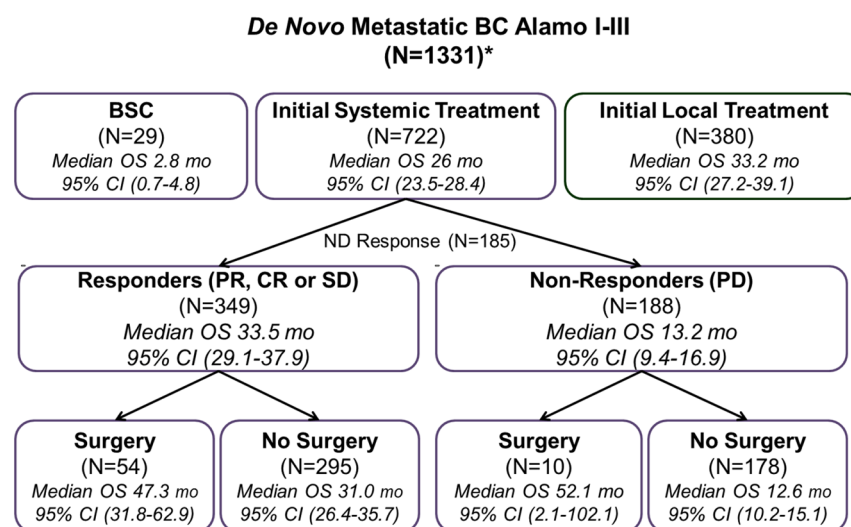 De Novo Metastatic BC Alamo I-III
(N=1331)*
BSC
(N=29)
Median OS 2.8 mo
95% CI (0.7-4.8)
Initial Systemic Treatment
(N=722)
Median OS 26 mo
95% CI (23.5-28.4)
Initial Local Treatment
(N=380)
Median OS 33.2 mo
95% CI (27.2-39.1)
ND Response (N=185)
Responders (PR, CR or SD)
(N=349)
Median OS 33.5 mo
95% CI (29.1-37.9)
Non-Responders (PD)
(N=188)
Median OS 13.2 mo
95% CI (9.4-16.9)
Surgery
(N=54)
Median OS 47.3 mo
95% CI (31.8-62.9)
No Surgery
(N=295)
Median OS 31.0 mo
95% CI (26.4-35.7)
Surgery
(N=10)
Median OS 52.1 mo
95% CI (2.1-102.1)
No Surgery
(N=178)
Median OS 12.6 mo
95% CI (10.2-15.1)